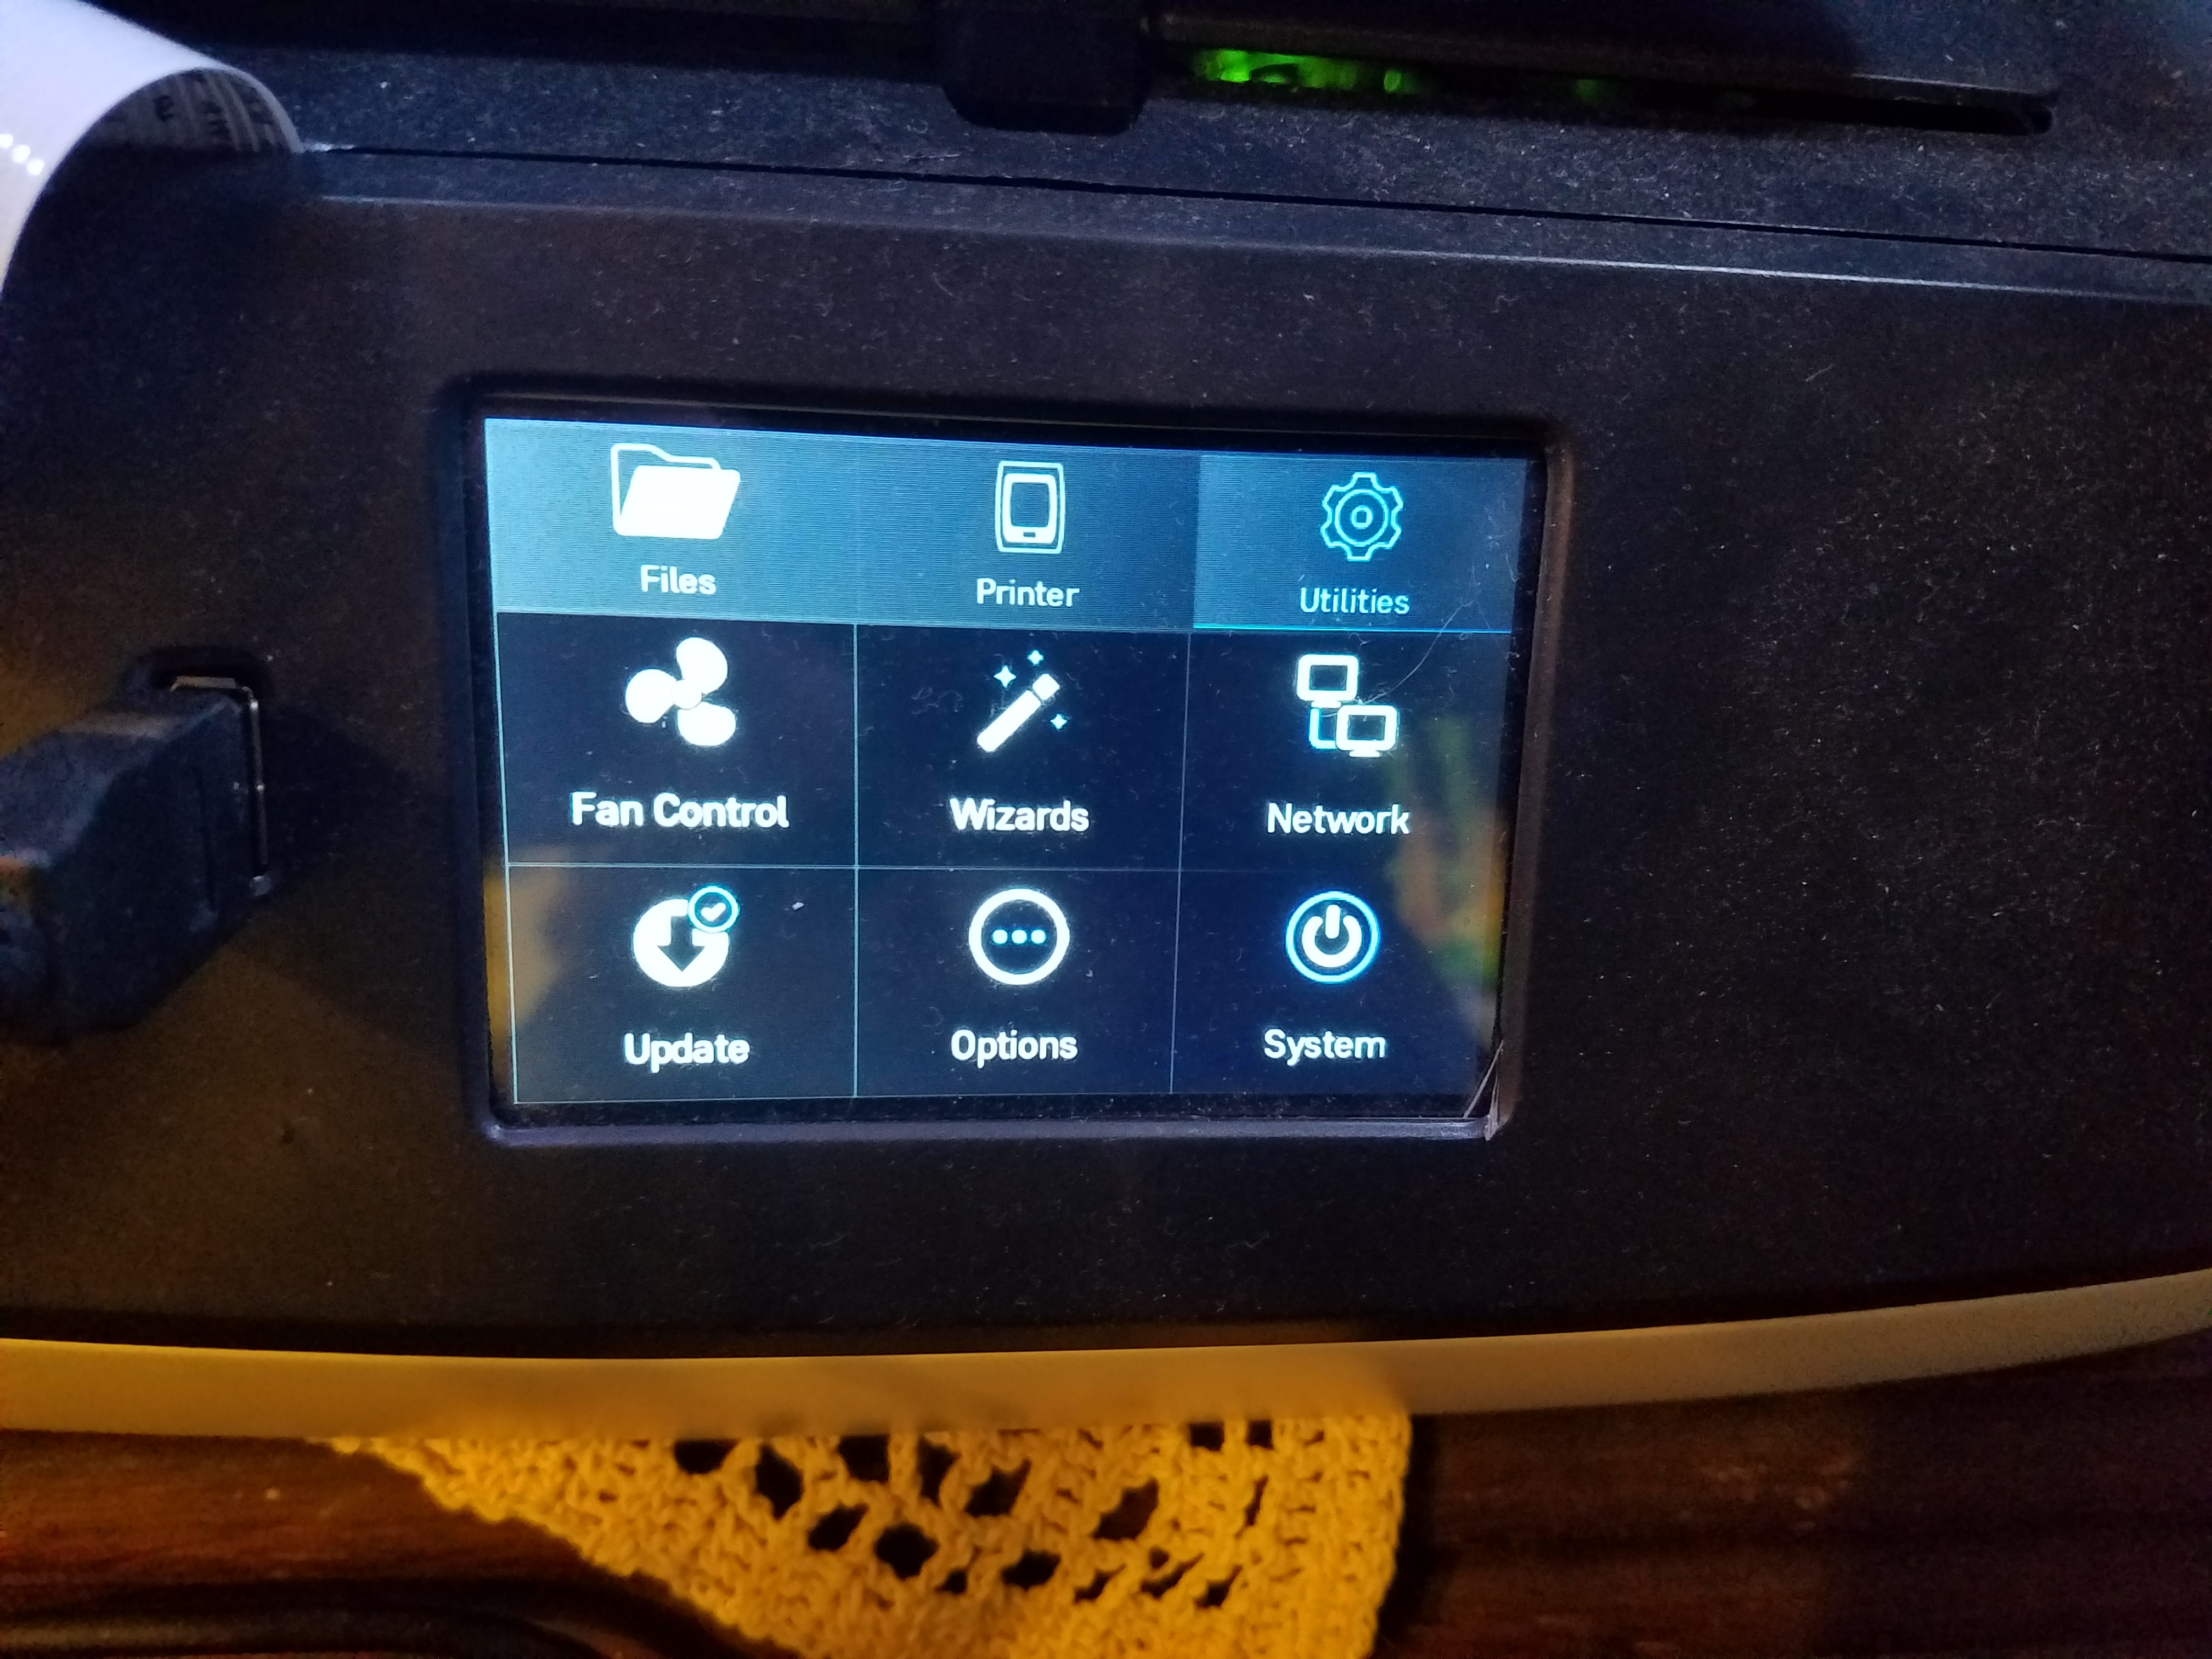 Files Printer Utilities
Fan Control Wizards Network
Update Options System